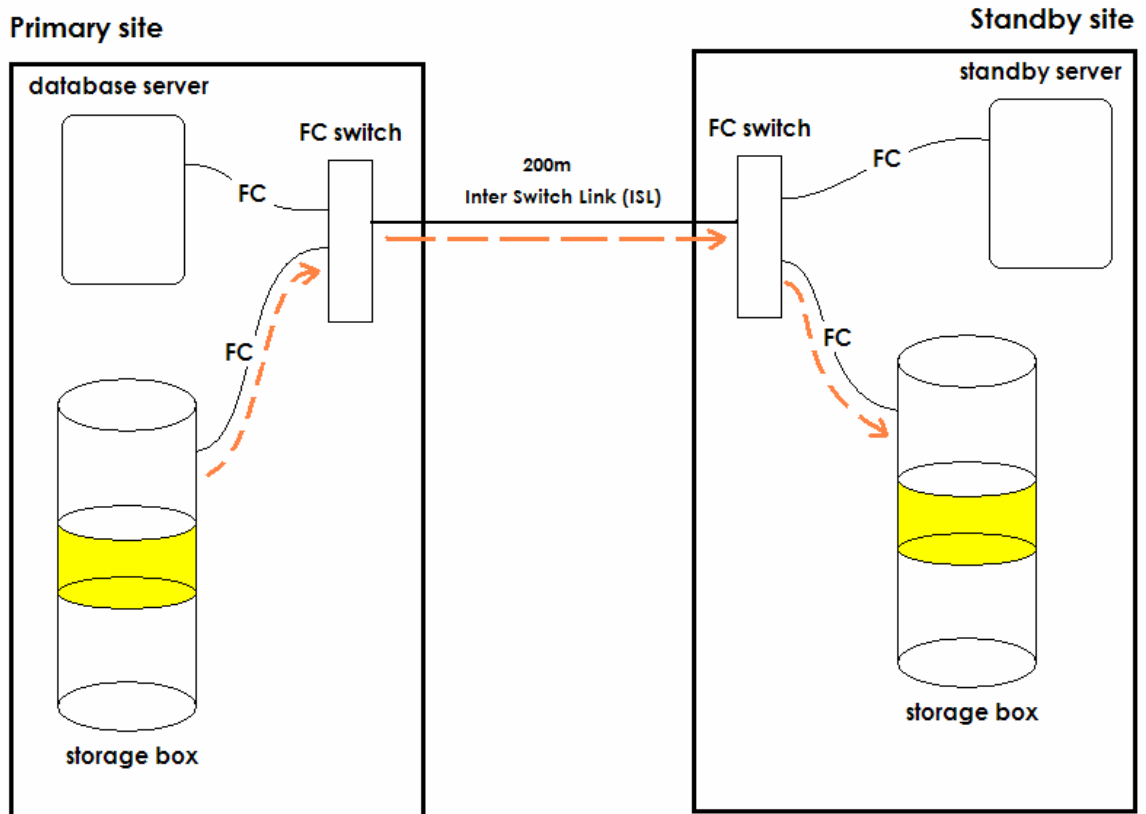 Primary site
Standby site
database server
FC switch
FC
FC
storage box
200m
Inter Switch Link (ISL)
FC switch
standby server
FC
FC
storage box